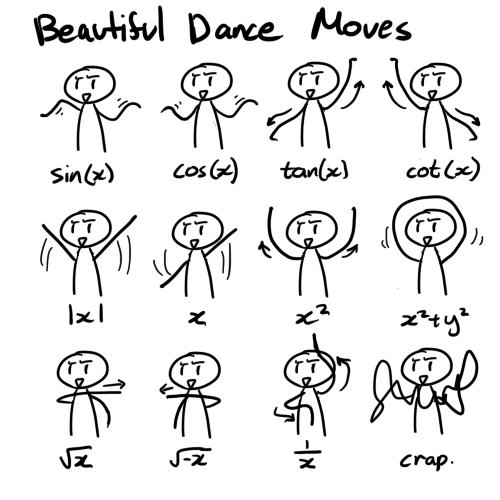 Beautiful Dance Moves
sin(x) cos(x) tan(x) cot(x)
|x| x x² x²+y²
√x √-x 1/x crap.